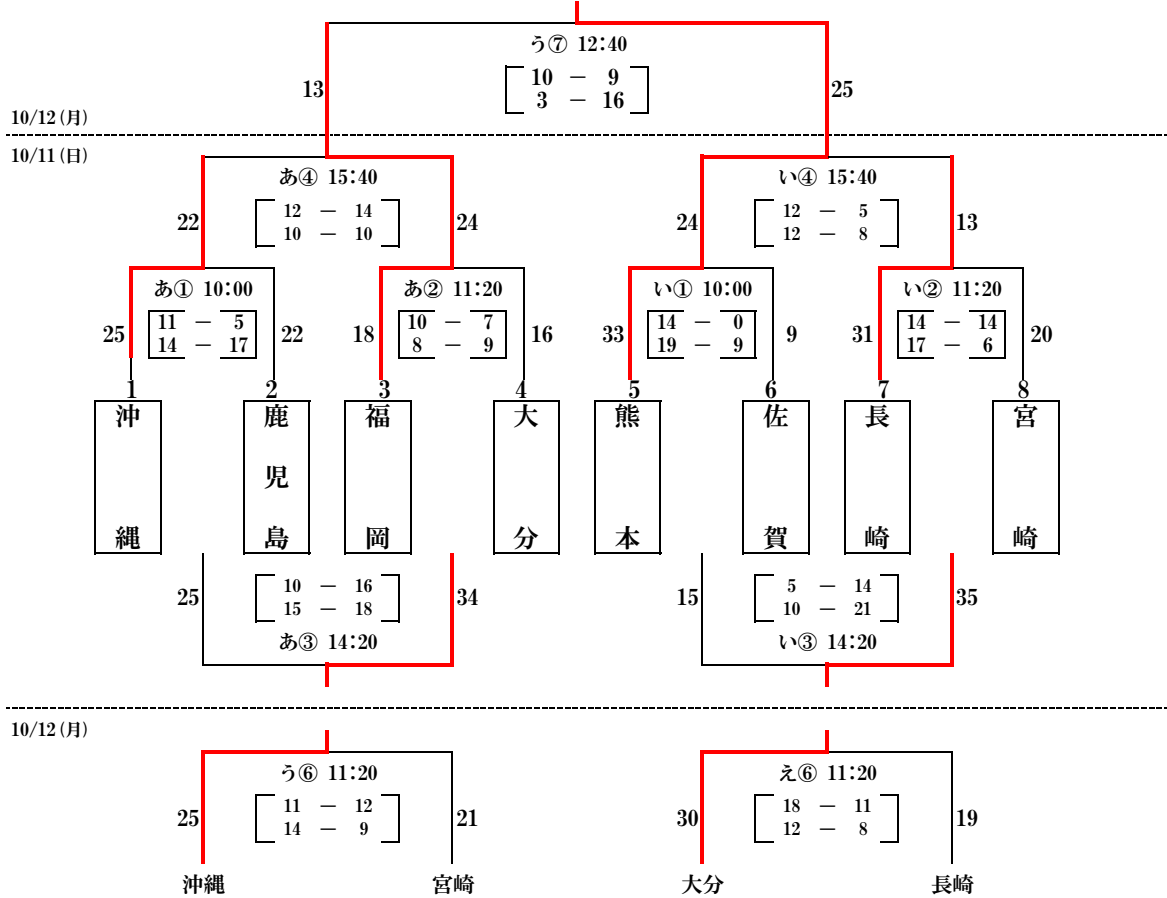 う⑦ 12:40
13 10 － 9 25
3 － 16
10/12(月)
10/11(日)
あ④ 15:40 い④ 15:40
22 12 － 14 24 24 12 － 5 13
10 － 10 12 － 8
あ① 10:00 あ② 11:20 い① 10:00 い② 11:20
25 11 － 5 22 18 10 － 7 16 33 14 － 0 9 31 14 － 14 20
14 － 17 8 － 9 19 － 9 17 － 6
1 2 3 4 5 6 7 8
沖縄 鹿児島 福岡 大分 熊本 佐賀 長崎 宮崎
25 10 － 16 34 15 5 － 14 35
15 － 18 10 － 21
あ③ 14:20 い③ 14:20
10/12(月)
う⑥ 11:20 え⑥ 11:20
25 11 － 12 21 30 18 － 11 19
14 － 9 12 － 8
沖縄 宮崎 大分 長崎